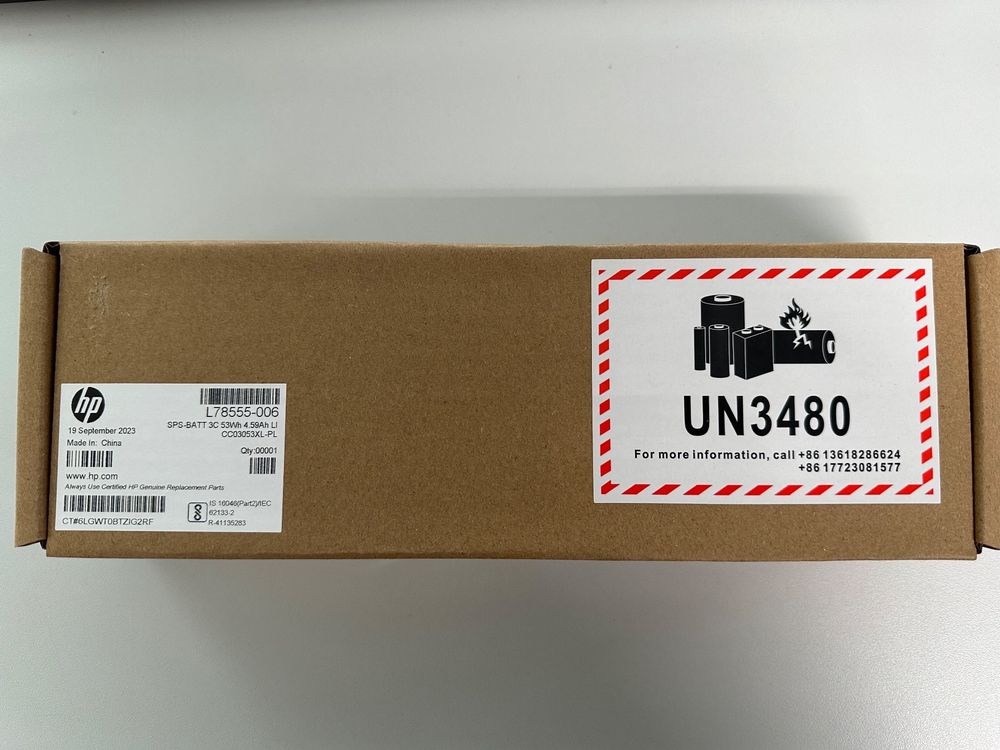 hp
L78555-006
19 September 2023
SPS-BATT 3C 53Wh 4.59Ah LI
CC03053XL-PL
Made In: China
Qty:00001
www.hp.com
Always Use Certified HP Genuine Replacement Parts
IS 16046(Part2)/IEC
62133-2
R-41135283
CT#6LGWT0BTZIG2RF
UN3480
For more information, call +86 13618286624
+86 17723081577